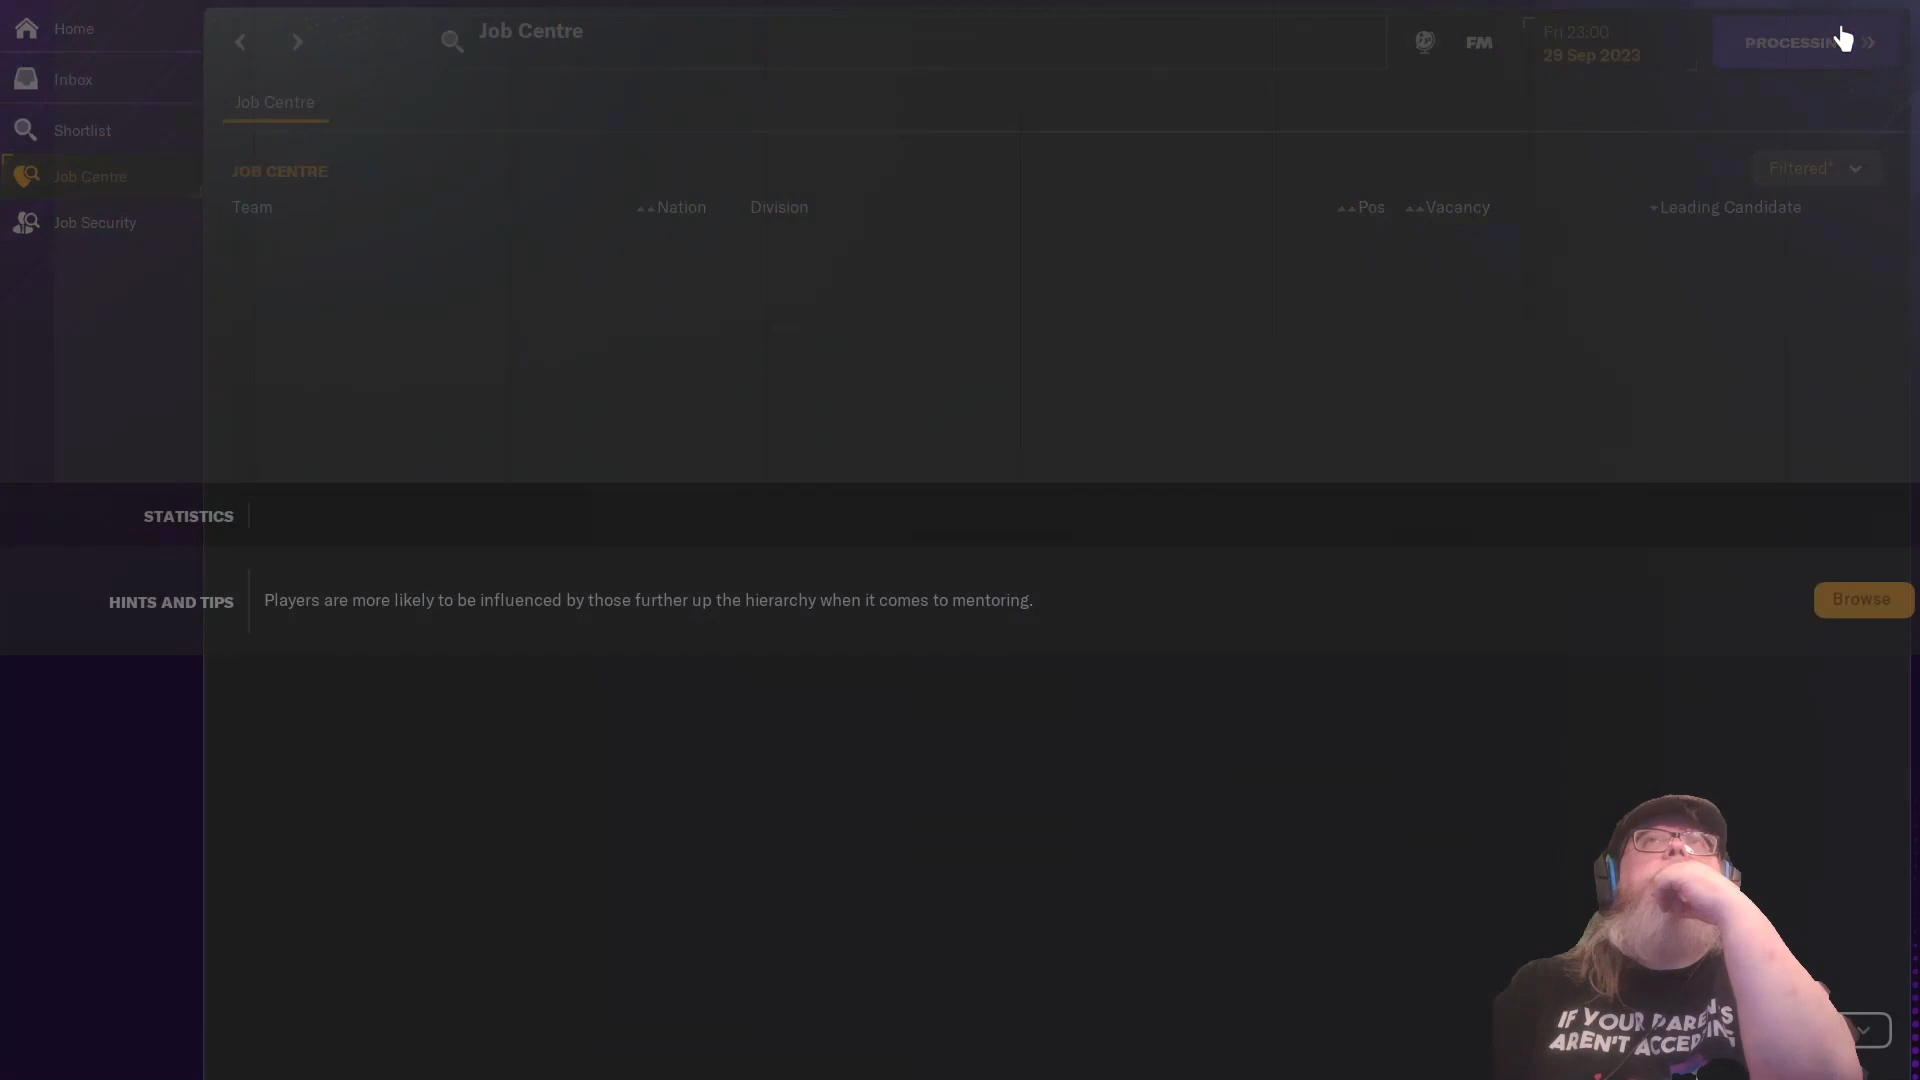 Home
Inbox
Shortlist
Job Centre
Job Security
Job Centre
FM
Fri 23:00
29 Sep 2023
Job Centre
JOB CENTRE
Filtered*
Team
Nation
Division
Pos
Vacancy
Leading Candidate
STATISTICS
HINTS AND TIPS
Players are more likely to be influenced by those further up the hierarchy when it comes to mentoring.
Browse
IF YOUR
AREN'T